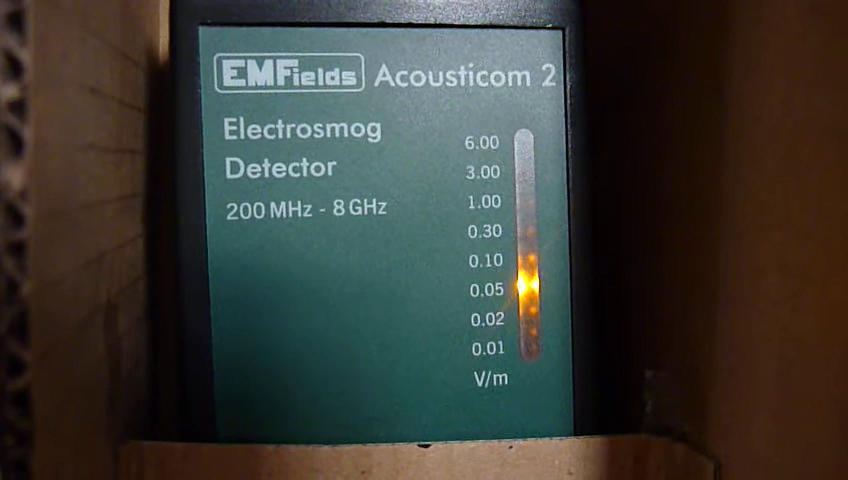 EMFields Acousticom 2
Electrosmog
Detector
200 MHz - 8 GHz
6.00
3.00
1.00
0.30
0.10
0.05
0.02
0.01
V/m